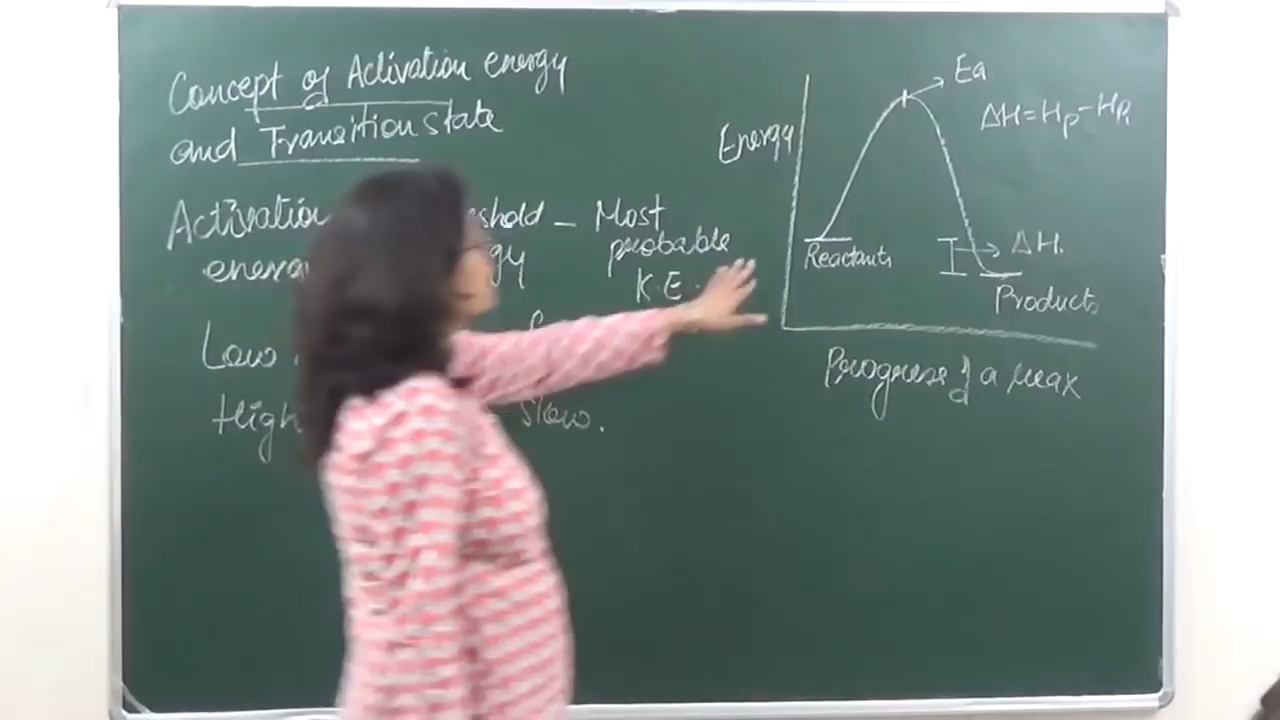 Concept of Activation energy
and Transition state
Activation
eshold - Most
probable
K.E.
Low
High
slow.
Energy
Ea
ΔH = Hp - HR
Reactants
ΔH.
Products
Progress of a reax